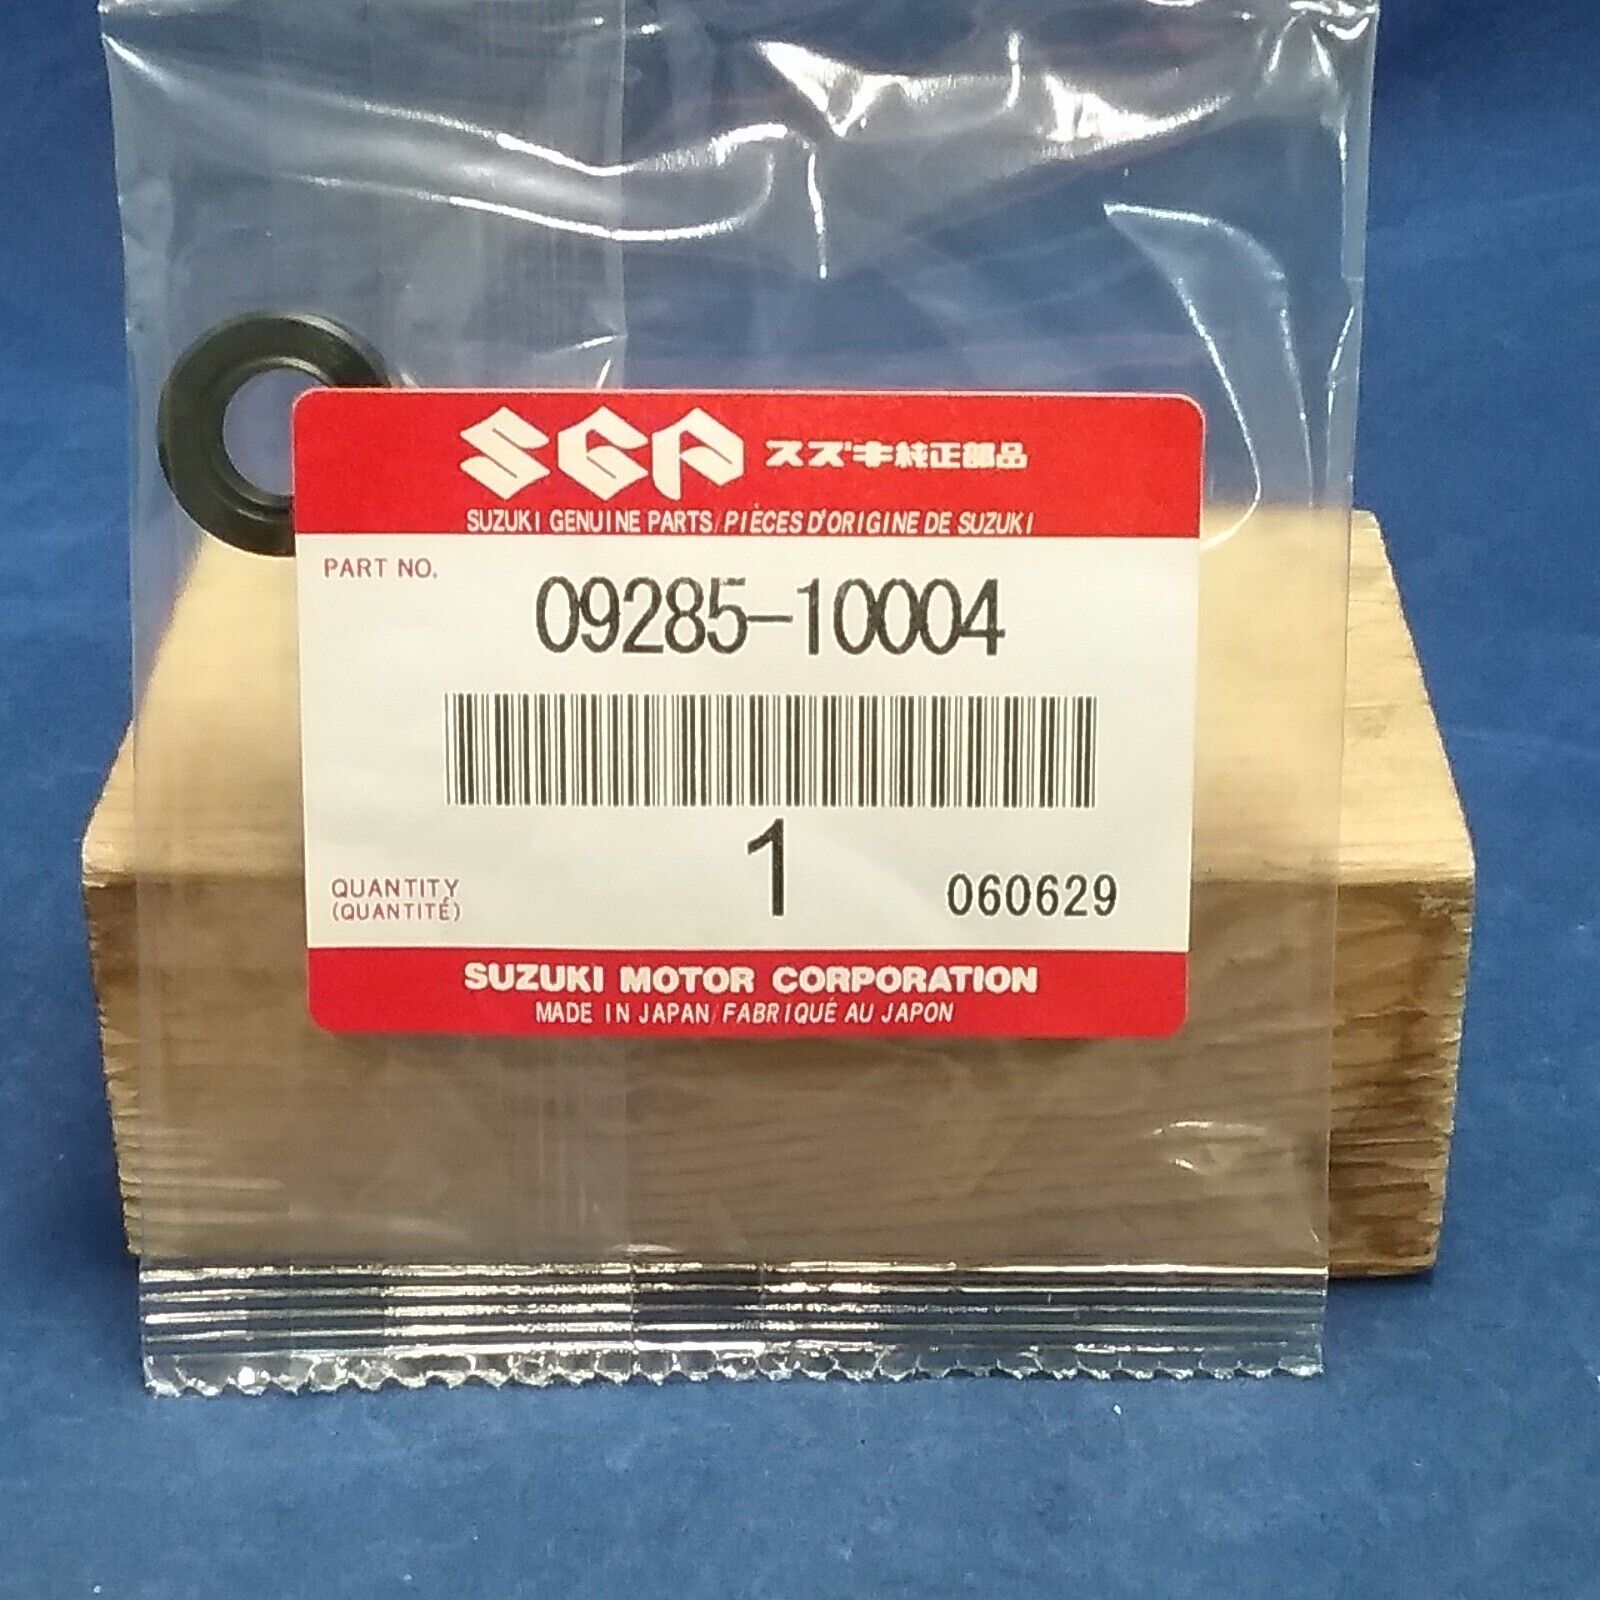 SGP スズキ純正部品
SUZUKI GENUINE PARTS/PIÈCES D'ORIGINE DE SUZUKI
PART NO.
09285-10004
1
QUANTITY
(QUANTITÉ)
060629
SUZUKI MOTOR CORPORATION
MADE IN JAPAN/FABRIQUÉ AU JAPON